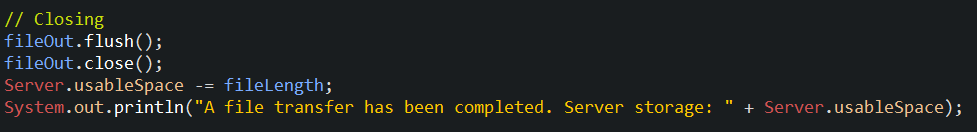 // Closing
fileOut.flush();
fileOut.close();
Server.usableSpace -= fileLength;
System.out.println("A file transfer has been completed. Server storage: " + Server.usableSpace);